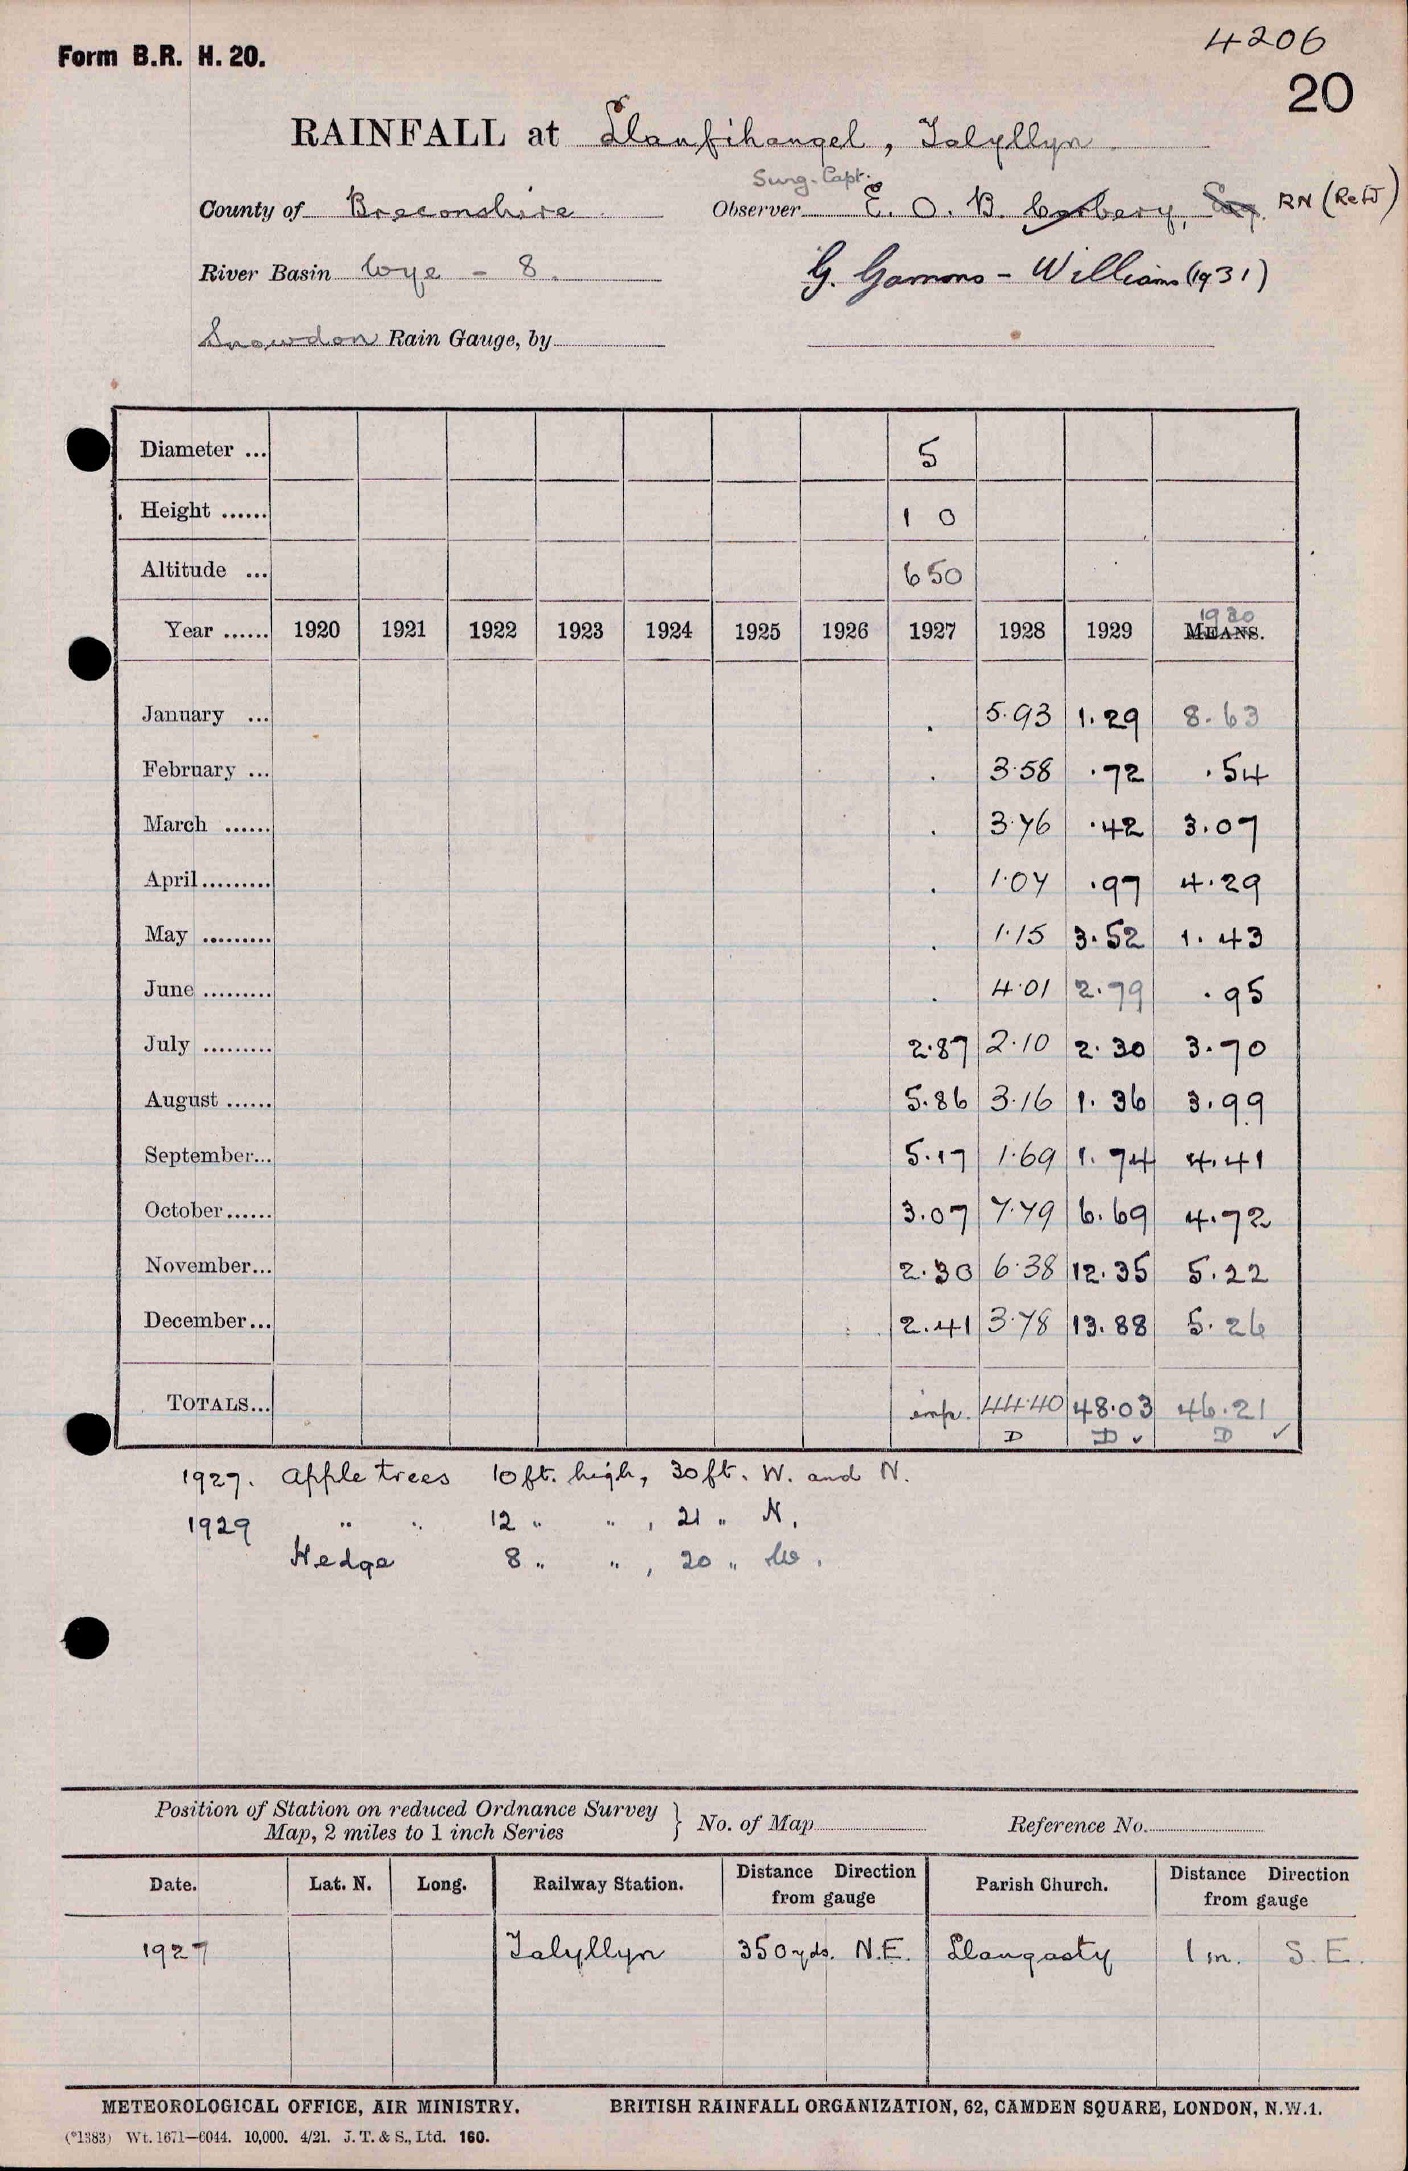 4206
Form B.R. H. 20.
20
RAINFALL at Llanfihangel, Talyllyn
Surg. Capt.
County of Breconshire Observer E. O. B. Carbery, Esq. RN (Retd)
River Basin Wye - 8. G. Garnons-Williams (1931)
Snowdon Rain Gauge, by
Diameter ... 5
Height ...... 1 0
Altitude ... 650
1930
Year ...... 1920 1921 1922 1923 1924 1925 1926 1927 1928 1929 MEANS.
January ... . 5.93 1.29 8.63
February ... . 3.58 .72 .54
March ...... . 3.76 .42 3.07
April ......... . 1.07 .97 4.29
May ......... . 1.15 3.52 1.43
June ......... . 4.01 2.79 .95
July ......... 2.87 2.10 2.30 3.70
August ...... 5.86 3.16 1.36 3.99
September... 5.17 1.69 1.74 4.41
October...... 3.07 7.79 6.69 4.72
November... 2.30 6.38 12.35 5.22
December... 2.41 3.78 13.88 5.26
TOTALS... imp. 44.40 48.03 46.21
D D ✓ D ✓
1927. Apple trees 10 ft. high, 30 ft. W. and N.
1929 " " 12 " " , 21 " N.
Hedge 8 " " , 20 " W.
Position of Station on reduced Ordnance Survey
Map, 2 miles to 1 inch Series } No. of Map Reference No.
Date. Lat. N. Long. Railway Station. Distance Direction from gauge Parish Church. Distance Direction from gauge
1927 Talyllyn 350 yds. N.E. Llangasty 1 m. S.E.
METEOROLOGICAL OFFICE, AIR MINISTRY. BRITISH RAINFALL ORGANIZATION, 62, CAMDEN SQUARE, LONDON, N.W.1.
(*1383) Wt. 1671—6044. 10,000. 4/21. J. T. & S., Ltd. 160.